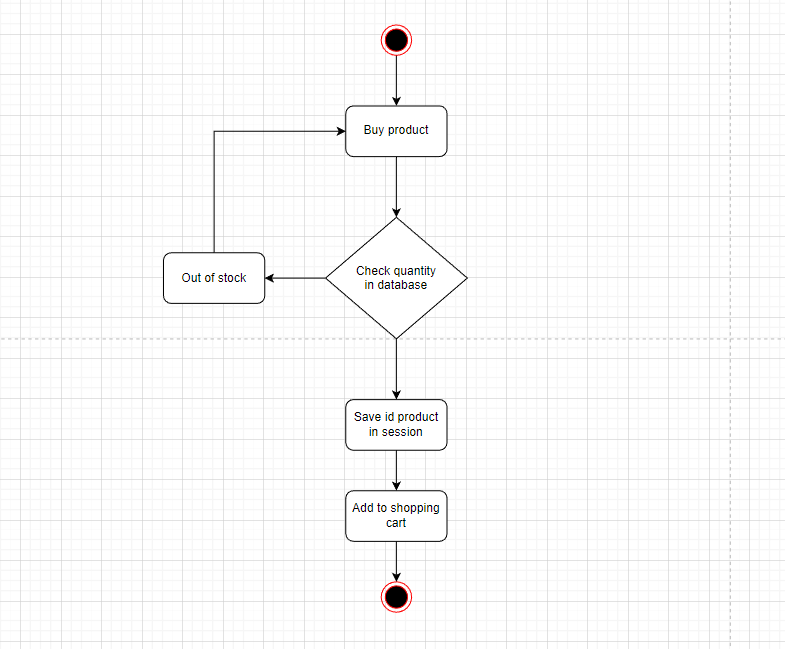 Buy product
Check quantity
in database
Out of stock
Save id product
in session
Add to shopping
cart